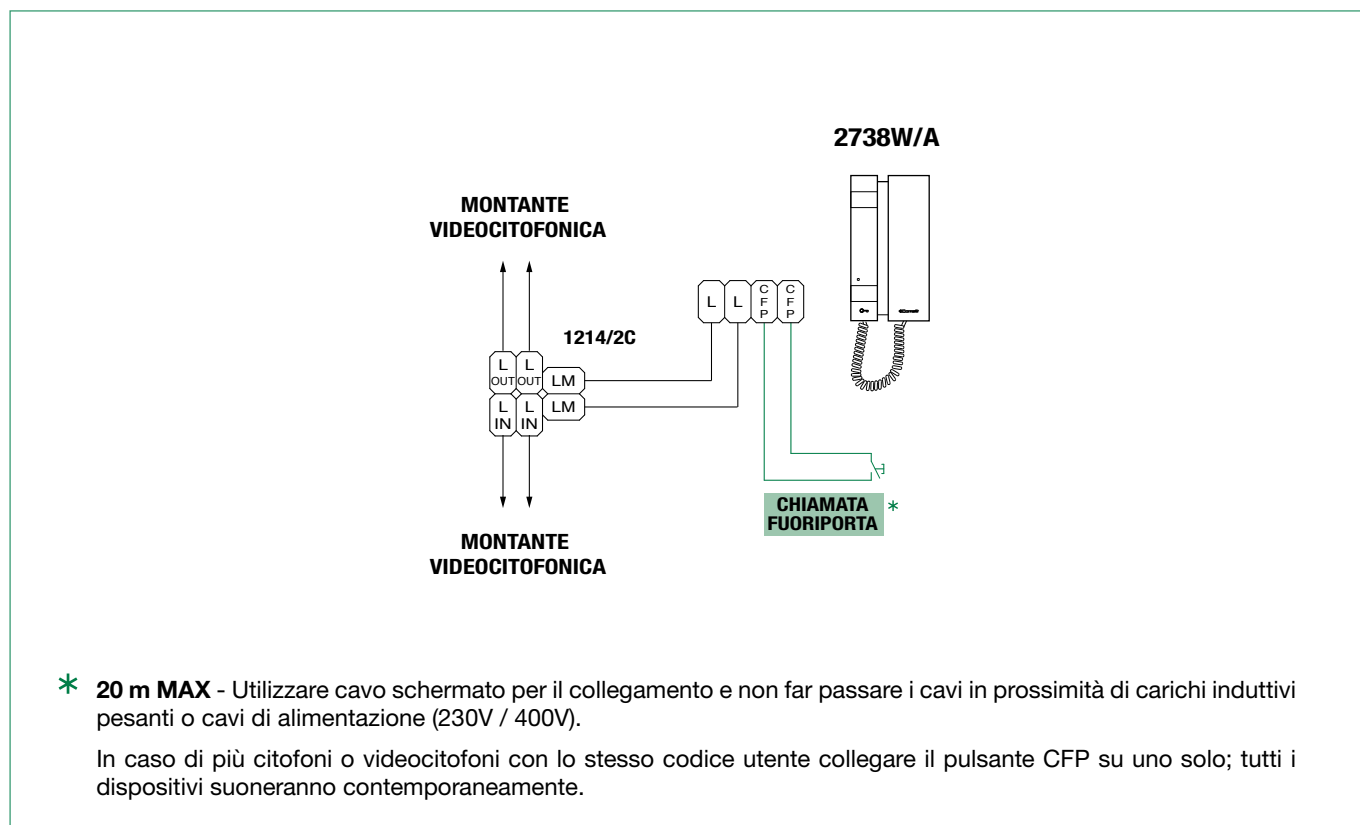 2738W/A
MONTANTE
VIDEOCITOFONICA
L
L
CFP
CFP
1214/2C
L
OUT
L
OUT
LM
L
IN
L
IN
LM
CHIAMATA *
FUORIPORTA
MONTANTE
VIDEOCITOFONICA
* 20 m MAX - Utilizzare cavo schermato per il collegamento e non far passare i cavi in prossimità di carichi induttivi
pesanti o cavi di alimentazione (230V / 400V).
In caso di più citofoni o videocitofoni con lo stesso codice utente collegare il pulsante CFP su uno solo; tutti i
dispositivi suoneranno contemporaneamente.